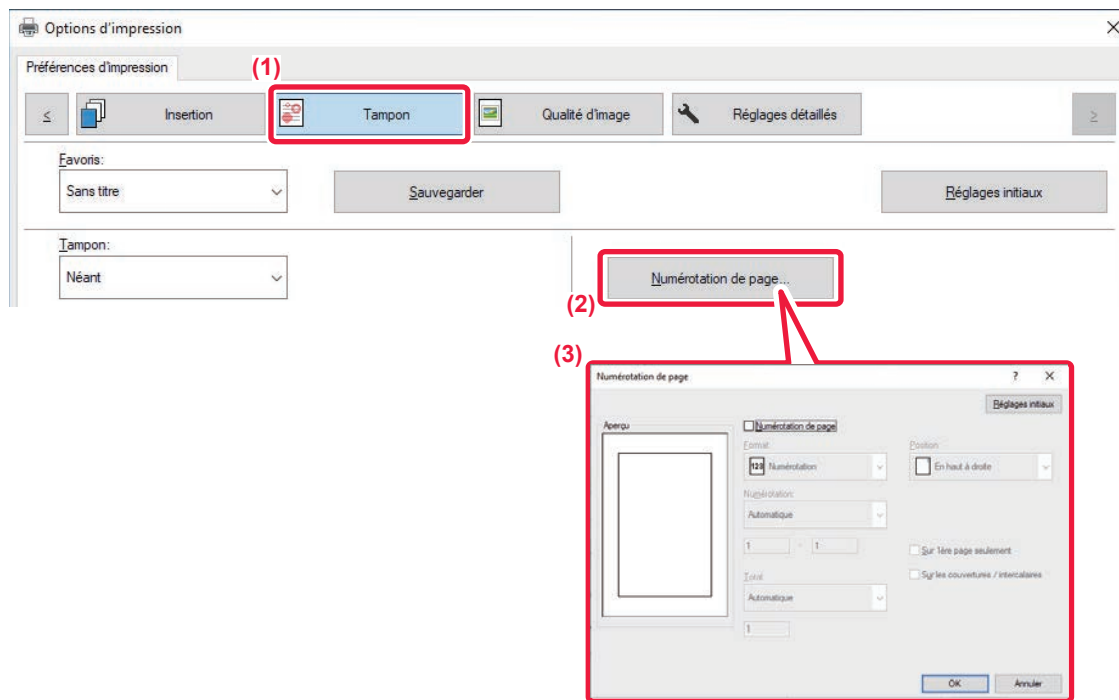 Options d'impression
Préférences d'impression
(1)
≤ Insertion Tampon Qualité d'image Réglages détaillés ≥
Favoris:
Sans titre Sauvegarder Réglages initiaux
Tampon:
Néant Numérotation de page...
(2)
(3)
Numérotation de page ?
Réglages initiaux
Aperçu Numérotation de page
Format: Position:
123 Numérotation En haut à droite
Numérotation:
Automatique
1 - 1 Sur 1ère page seulement
Total: Sur les couvertures / intercalaires
Automatique
1
OK Annuler